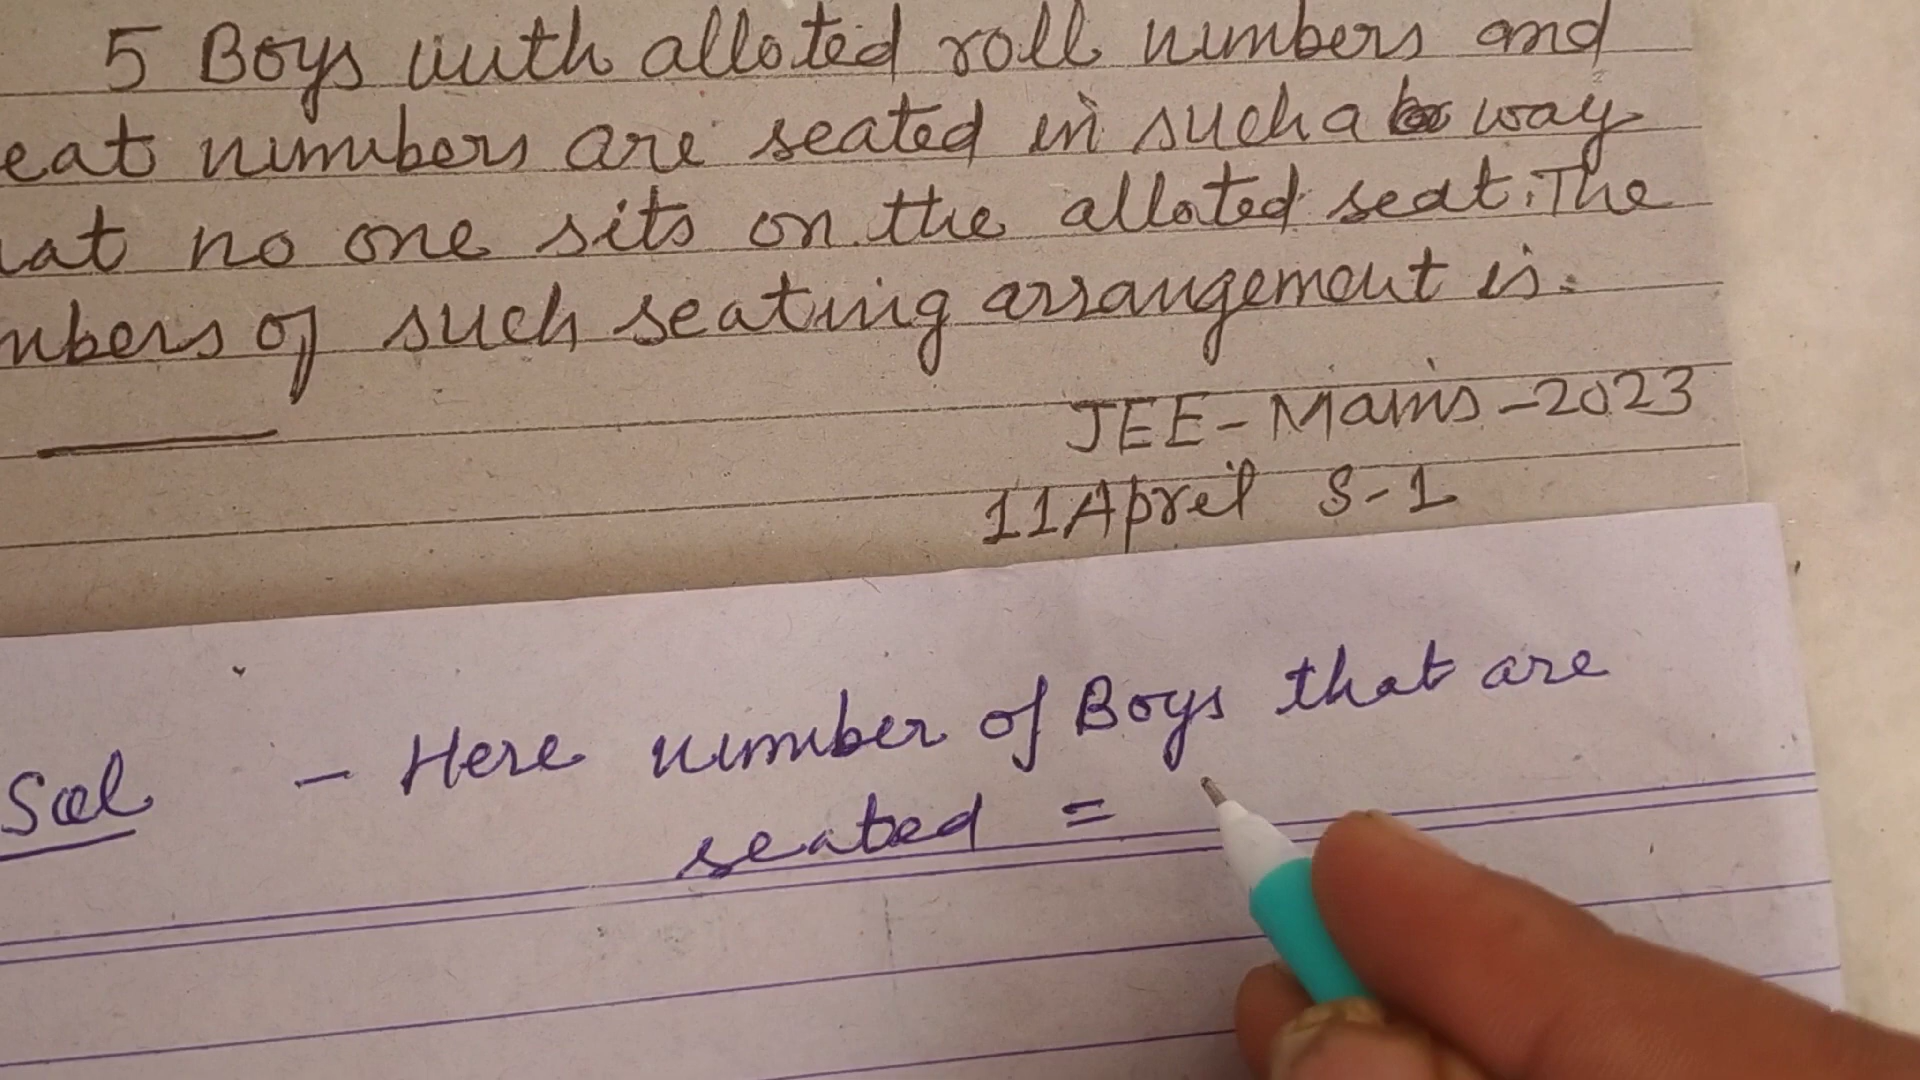 5 Boys with alloted roll numbers and
eat numbers are seated in such a way
at no one sits on the alloted seat. The
mbers of such seating arrangement is.
JEE-Mains-2023
11 April S-1
Sol - Here number of Boys that are
seated =